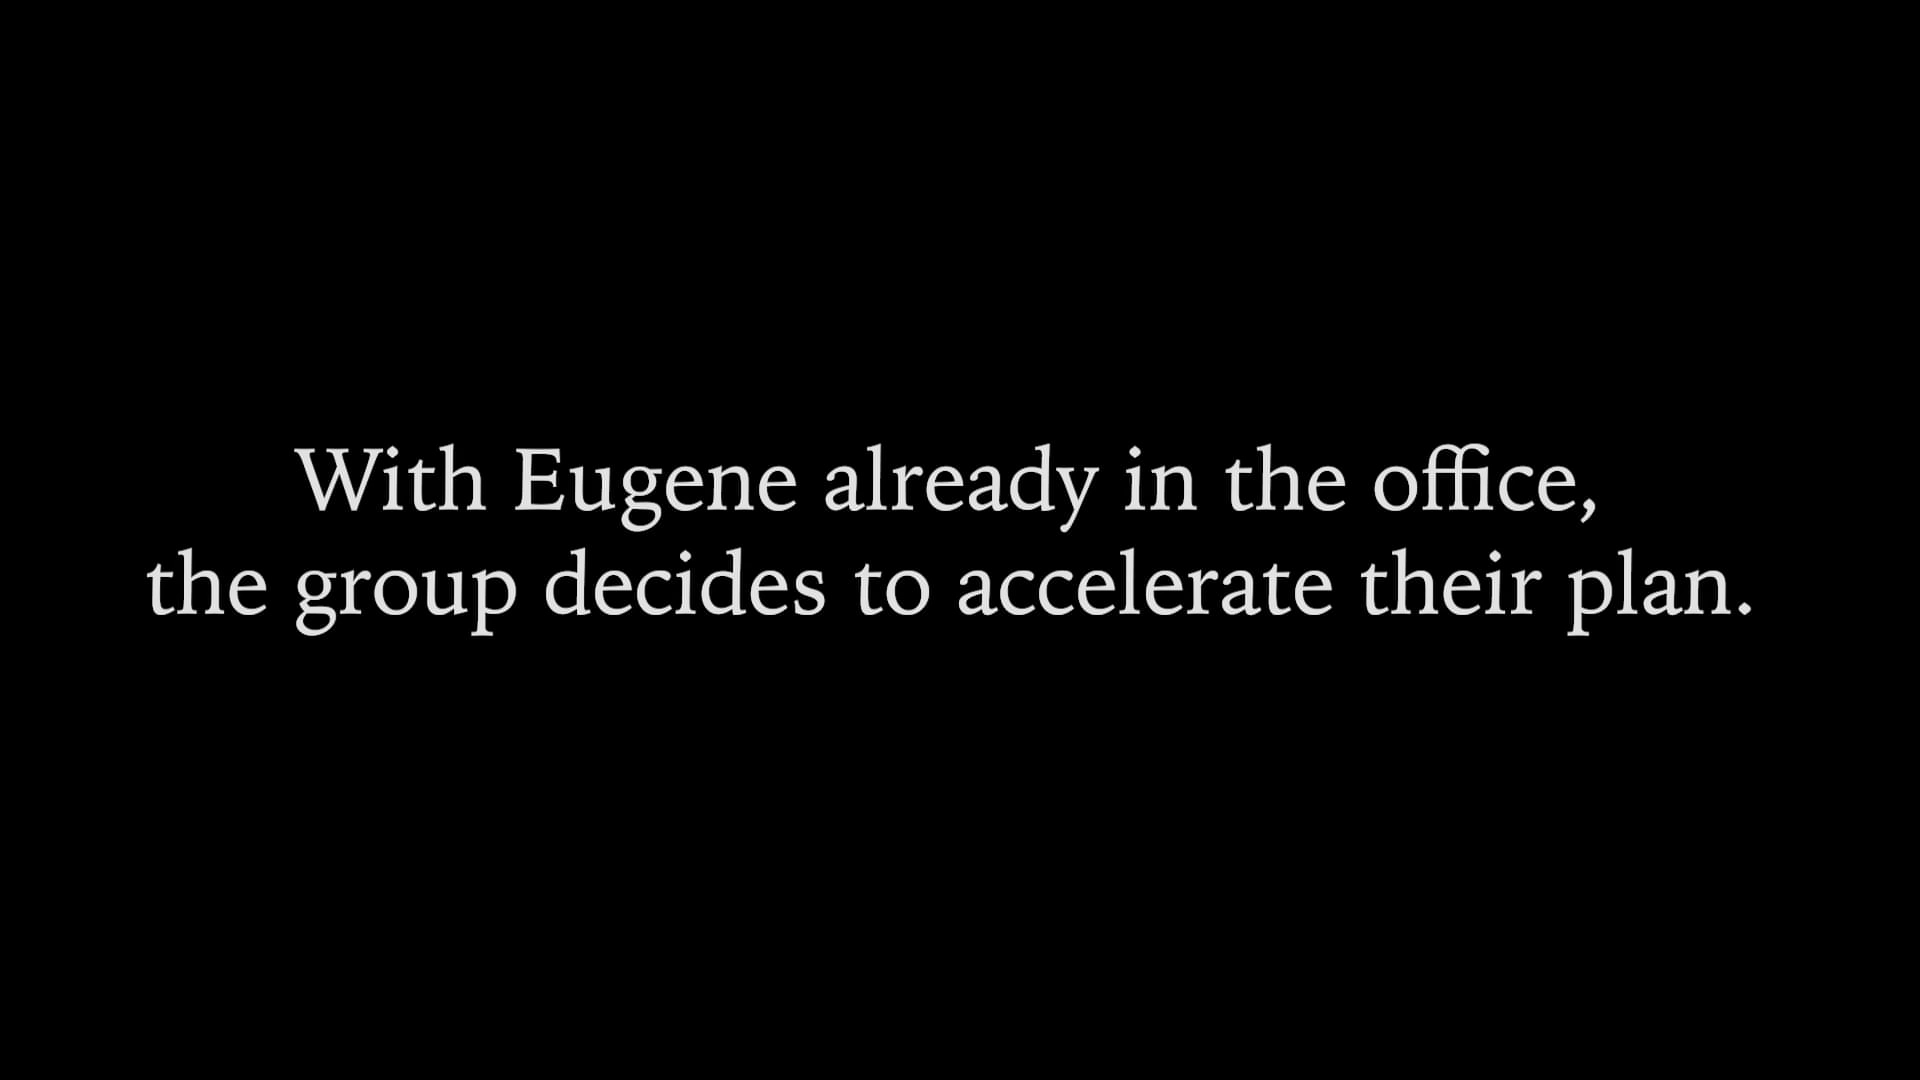 With Eugene already in the office,
the group decides to accelerate their plan.